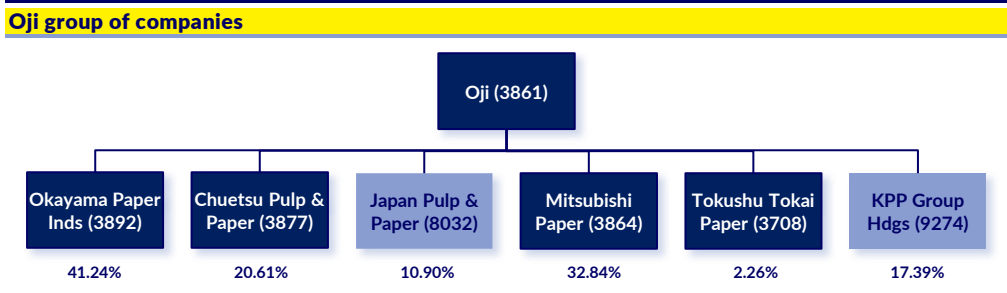 Oji group of companies
Oji (3861)
Okayama Paper
Inds (3892)
Chuetsu Pulp &
Paper (3877)
Japan Pulp &
Paper (8032)
Mitsubishi
Paper (3864)
Tokushu Tokai
Paper (3708)
KPP Group
Hdgs (9274)
41.24%
20.61%
10.90%
32.84%
2.26%
17.39%